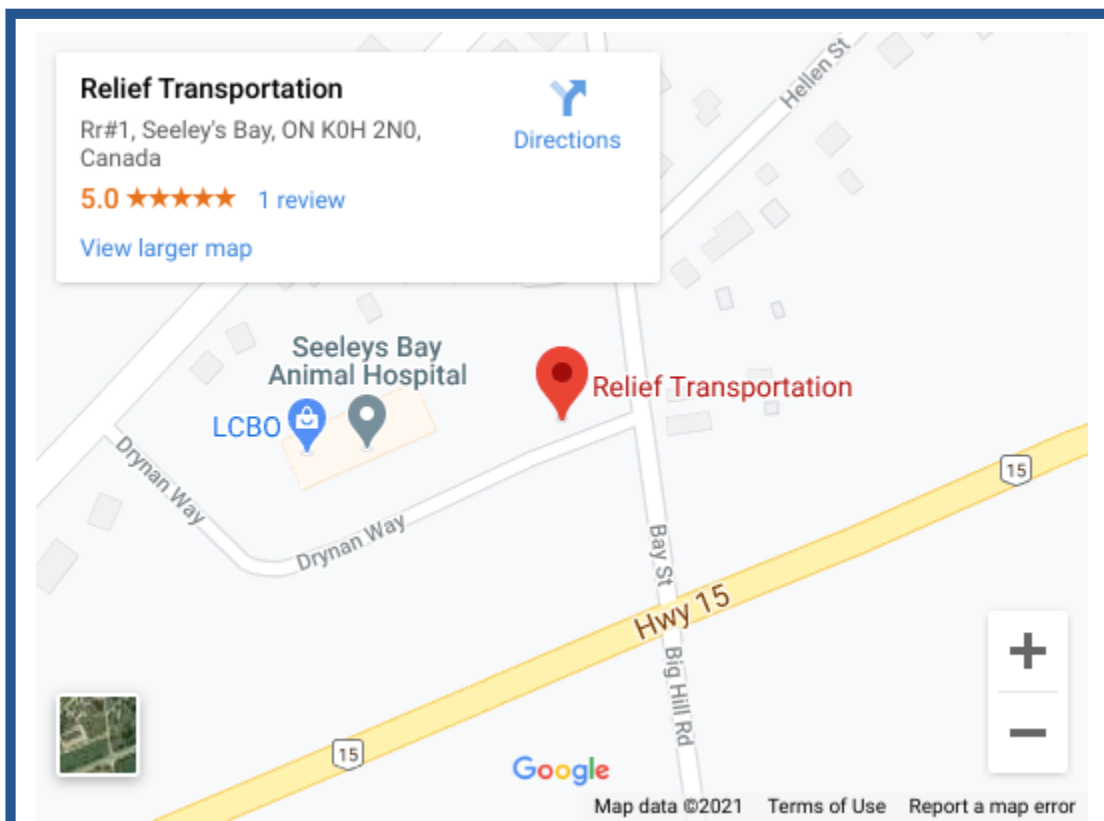 Relief Transportation
Rr#1, Seeley's Bay, ON K0H 2N0,
Canada
5.0 ★★★★★ 1 review
View larger map
Directions
Hellen St
Seeleys Bay
Animal Hospital
LCBO
Relief Transportation
Drynan Way
Drynan Way
Bay St
15
Hwy 15
Big Hill Rd
15
+
−
Google
Map data ©2021 Terms of Use Report a map error